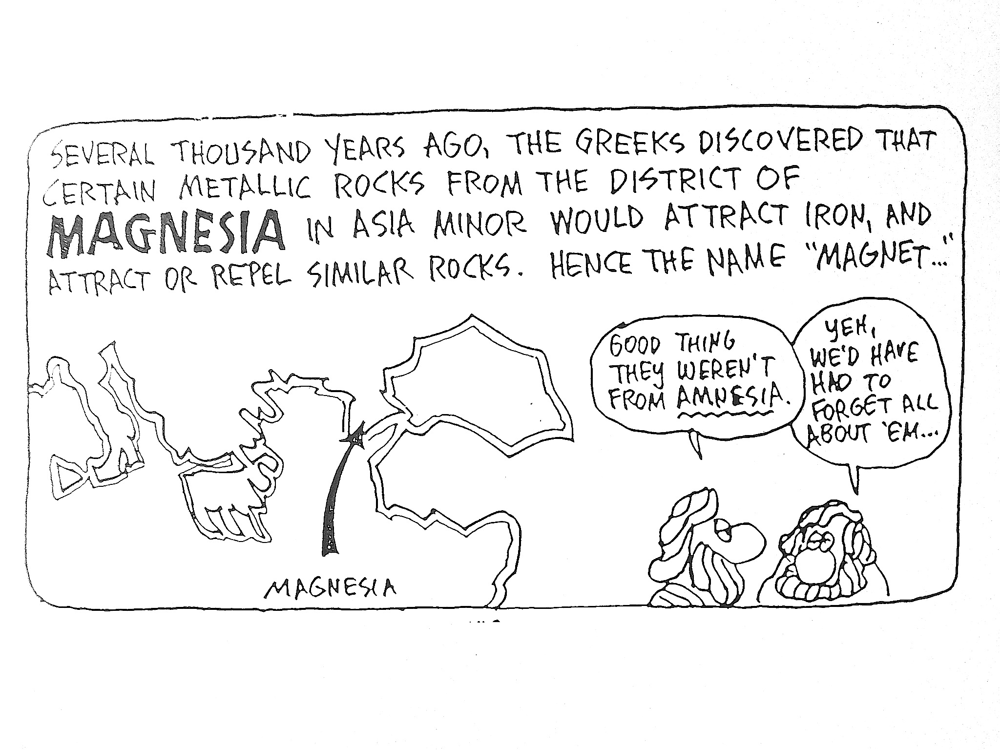 SEVERAL THOUSAND YEARS AGO, THE GREEKS DISCOVERED THAT
CERTAIN METALLIC ROCKS FROM THE DISTRICT OF
MAGNESIA IN ASIA MINOR WOULD ATTRACT IRON, AND
ATTRACT OR REPEL SIMILAR ROCKS. HENCE THE NAME "MAGNET..."
GOOD THING
THEY WEREN'T
FROM AMNESIA.
YEH,
WE'D HAVE
HAD TO
FORGET ALL
ABOUT 'EM...
MAGNESIA